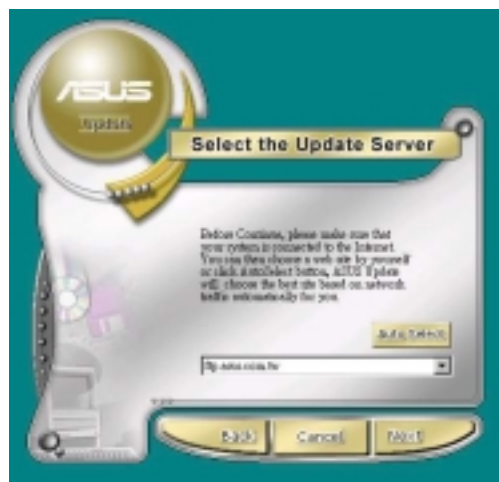 ASUS
Update
Select the Update Server
Before Continue, please make sure that
your system is connected to the Internet.
You can then choose a web site by yourself
or click AutoSelect button, ASUS Update
will choose the best site based on network
traffic automatically for you.
Auto Select
ftp.asus.com.tw
Back
Cancel
Next